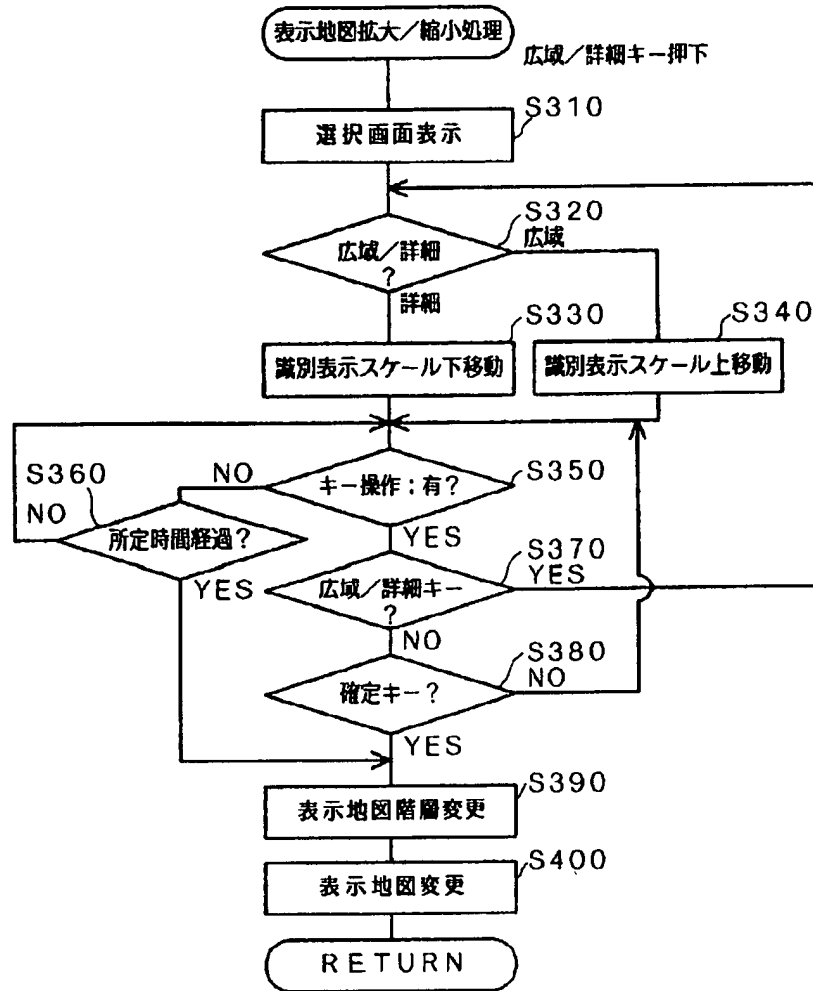 表示地図拡大／縮小処理
広域／詳細キー押下
S310
選択画面表示
S320
広域／詳細
?
広域
詳細
S330
識別表示スケール下移動
S340
識別表示スケール上移動
S350
キー操作：有？
NO
YES
S360
所定時間経過？
NO
YES
S370
広域／詳細キー
?
YES
NO
S380
確定キー？
NO
YES
S390
表示地図階層変更
S400
表示地図変更
RETURN